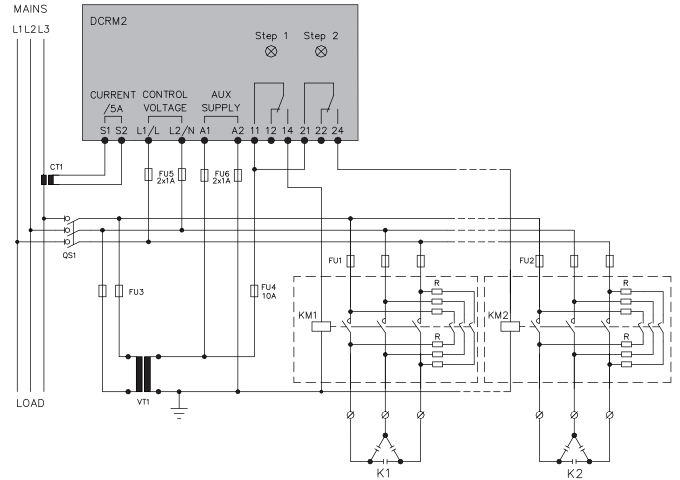 MAINS
L1 L2 L3
DCRM2
Step 1
Step 2
CURRENT
/5A
CONTROL
VOLTAGE
AUX
SUPPLY
S1 S2 L1/L L2/N A1 A2 11 12 14 21 22 24
CT1
FU5
2x1A
FU6
2x1A
QS1
FU3
FU4
10A
FU1
FU2
R
R
KM1
KM2
R
R
VT1
LOAD
K1
K2